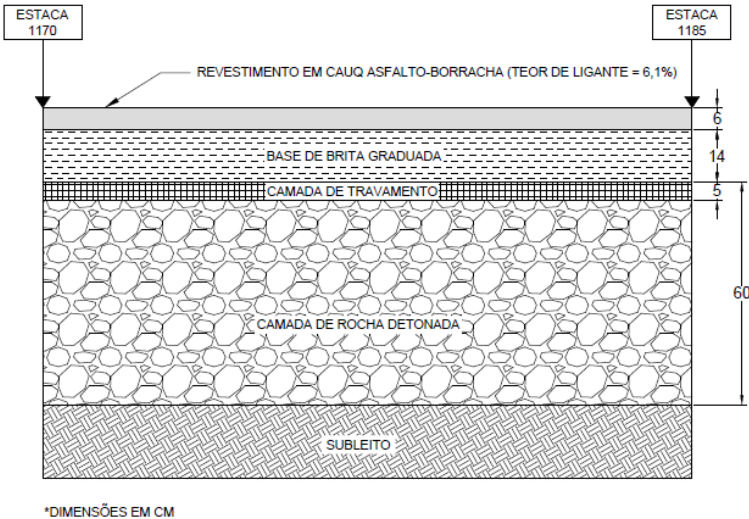 ESTACA
1170
ESTACA
1185
REVESTIMENTO EM CAUQ ASFALTO-BORRACHA (TEOR DE LIGANTE = 6,1%)
6
BASE DE BRITA GRADUADA
14
CAMADA DE TRAVAMENTO
5
60
CAMADA DE ROCHA DETONADA
SUBLEITO
*DIMENSÕES EM CM